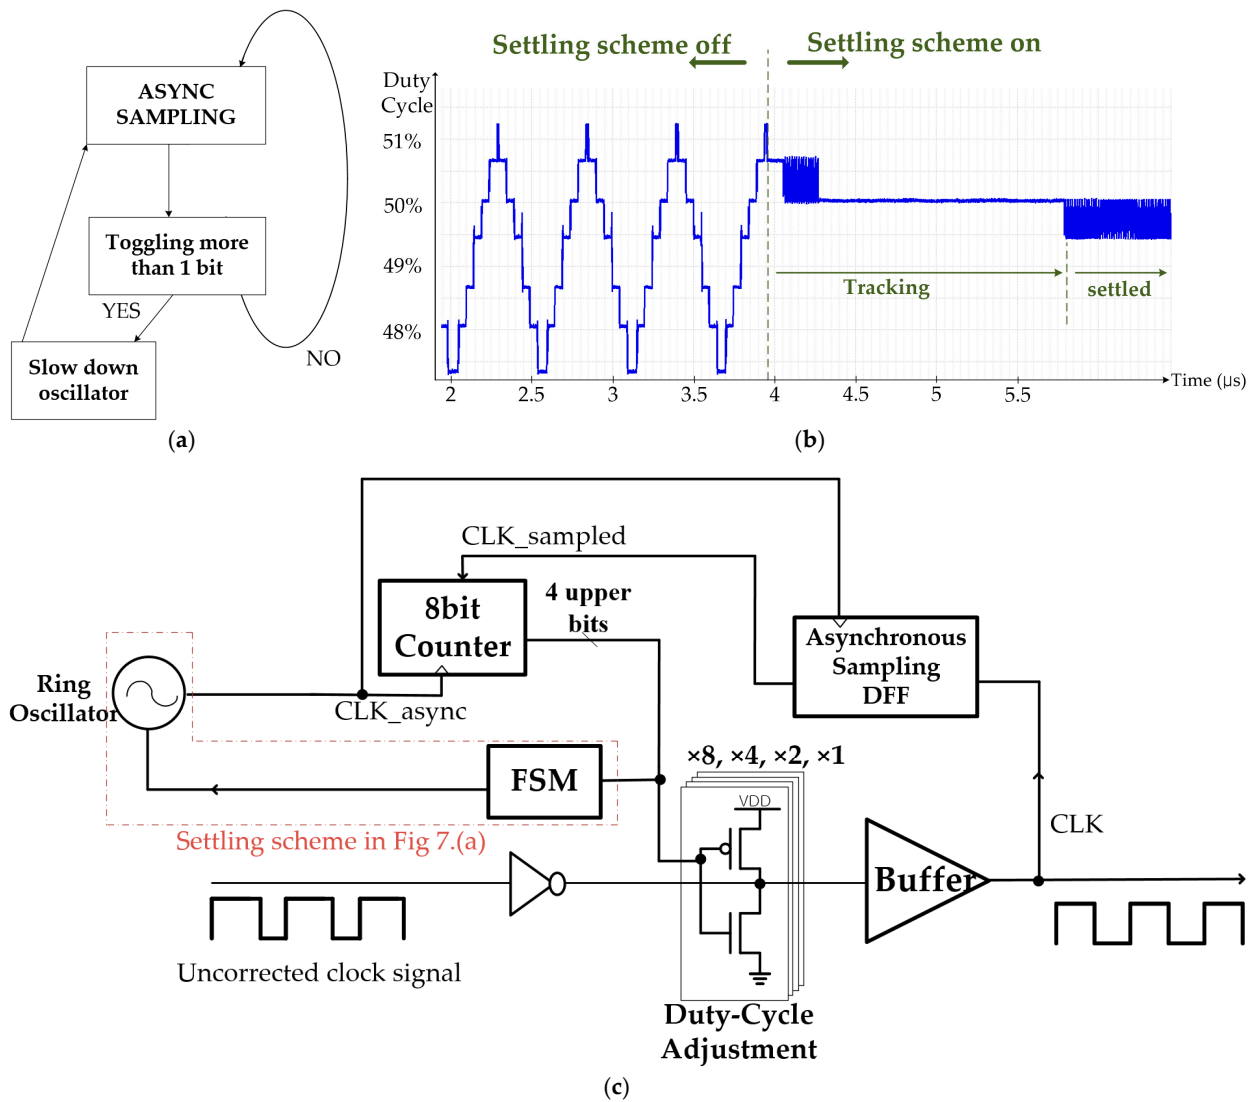 ASYNC
SAMPLING
Toggling more
than 1 bit
YES
NO
Slow down
oscillator
(a)
Settling scheme off
Settling scheme on
Duty
Cycle
51%
50%
49%
48%
Tracking
settled
2
2.5
3
3.5
4
4.5
5
5.5
Time (μs)
(b)
CLK_sampled
8bit
Counter
4 upper
bits
Asynchronous
Sampling
DFF
Ring
Oscillator
CLK_async
FSM
×8, ×4, ×2, ×1
VDD
Settling scheme in Fig 7.(a)
CLK
Buffer
Uncorrected clock signal
Duty-Cycle
Adjustment
(c)